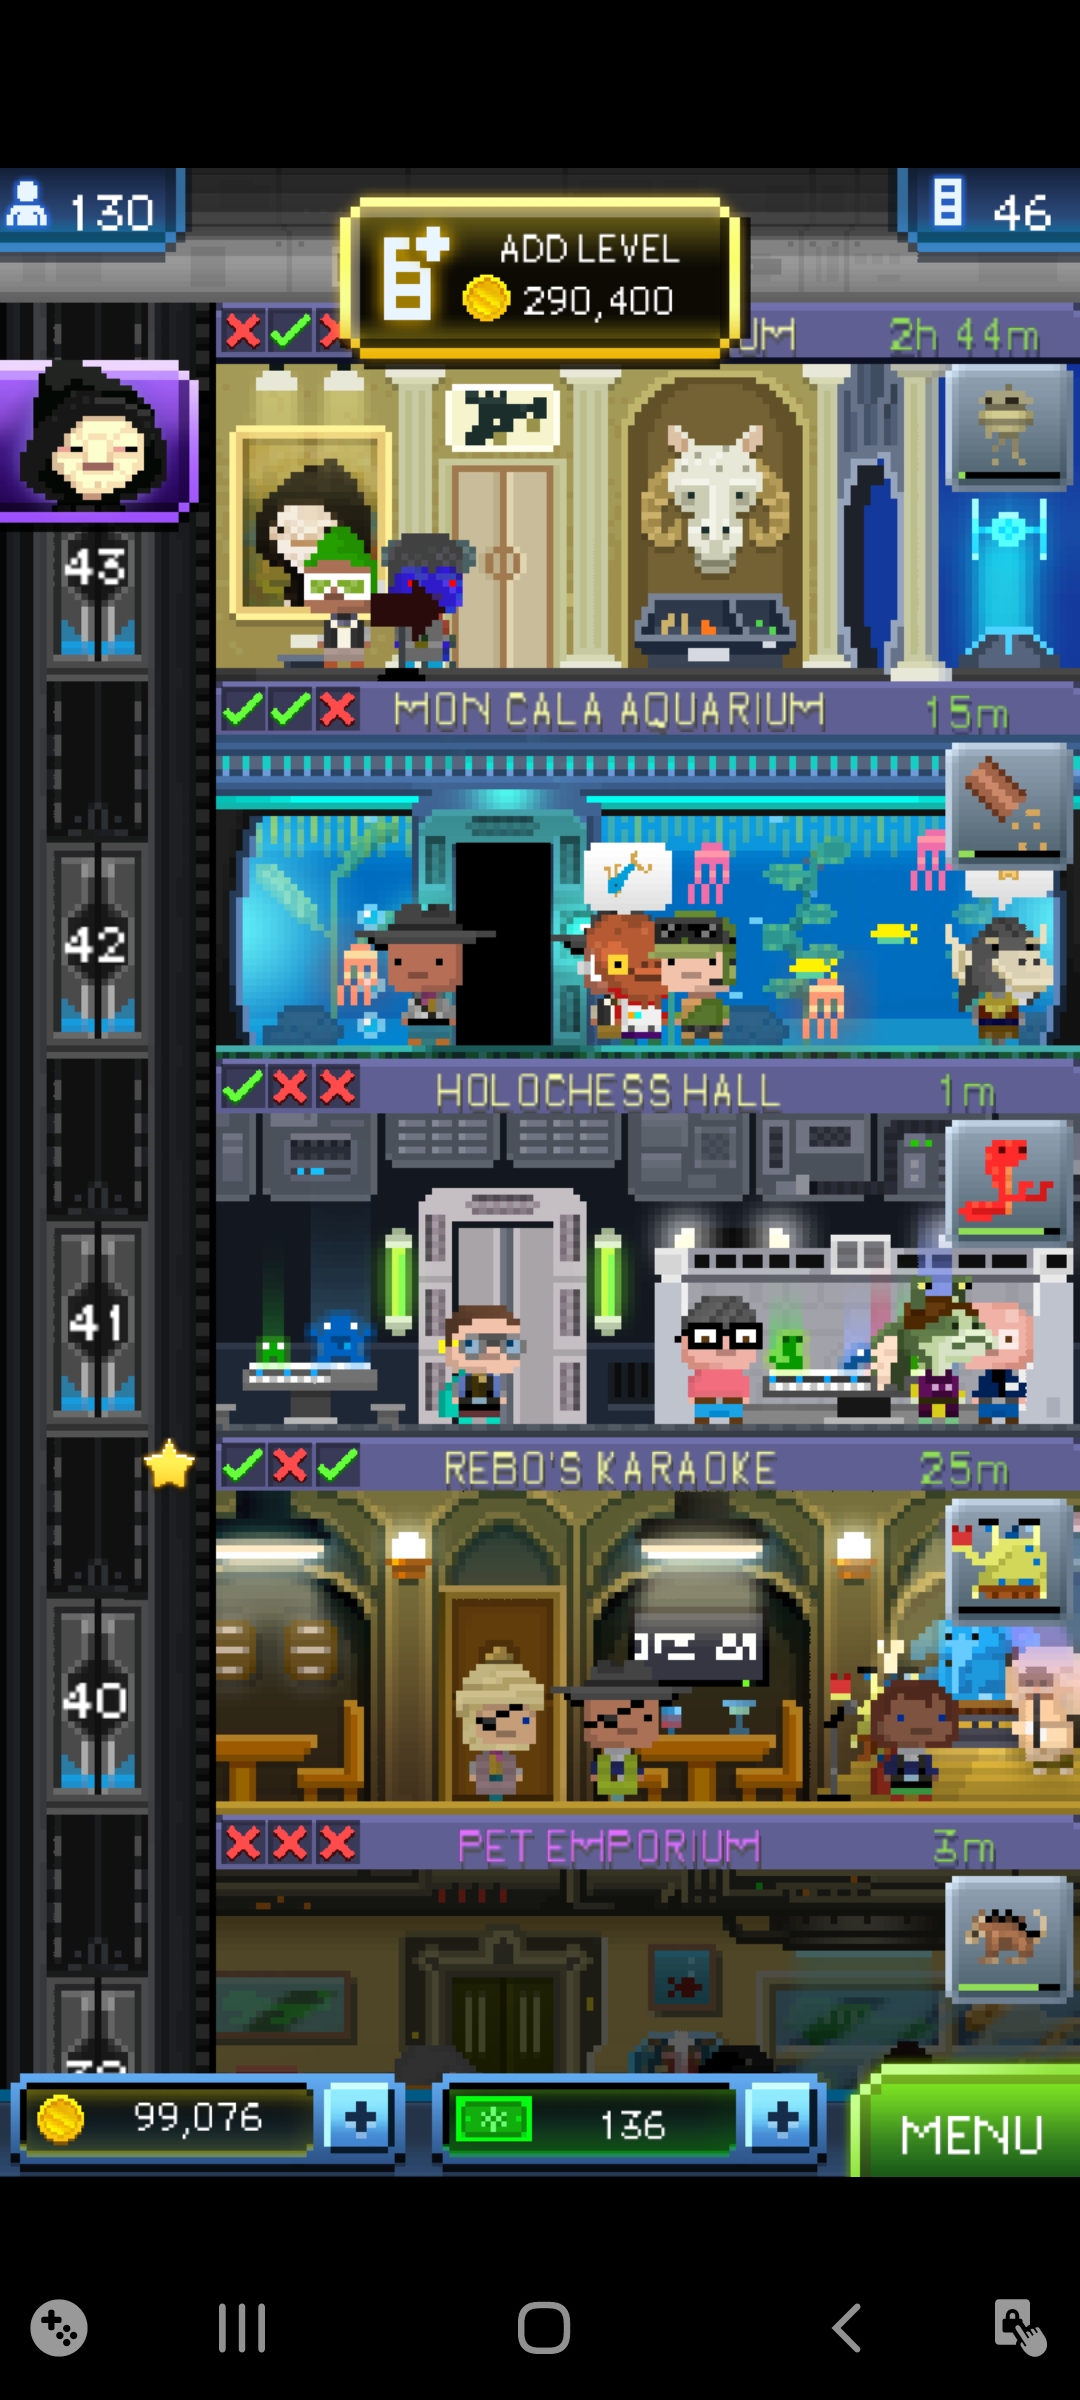 130
46
ADD LEVEL
290,400
UM 2h 44m
43
MON CALA AQUARIUM 15m
42
HOLOCHESS HALL 1m
41
REBO'S KARAOKE 25m
40
PET EMPORIUM 3m
99,076
136
MENU